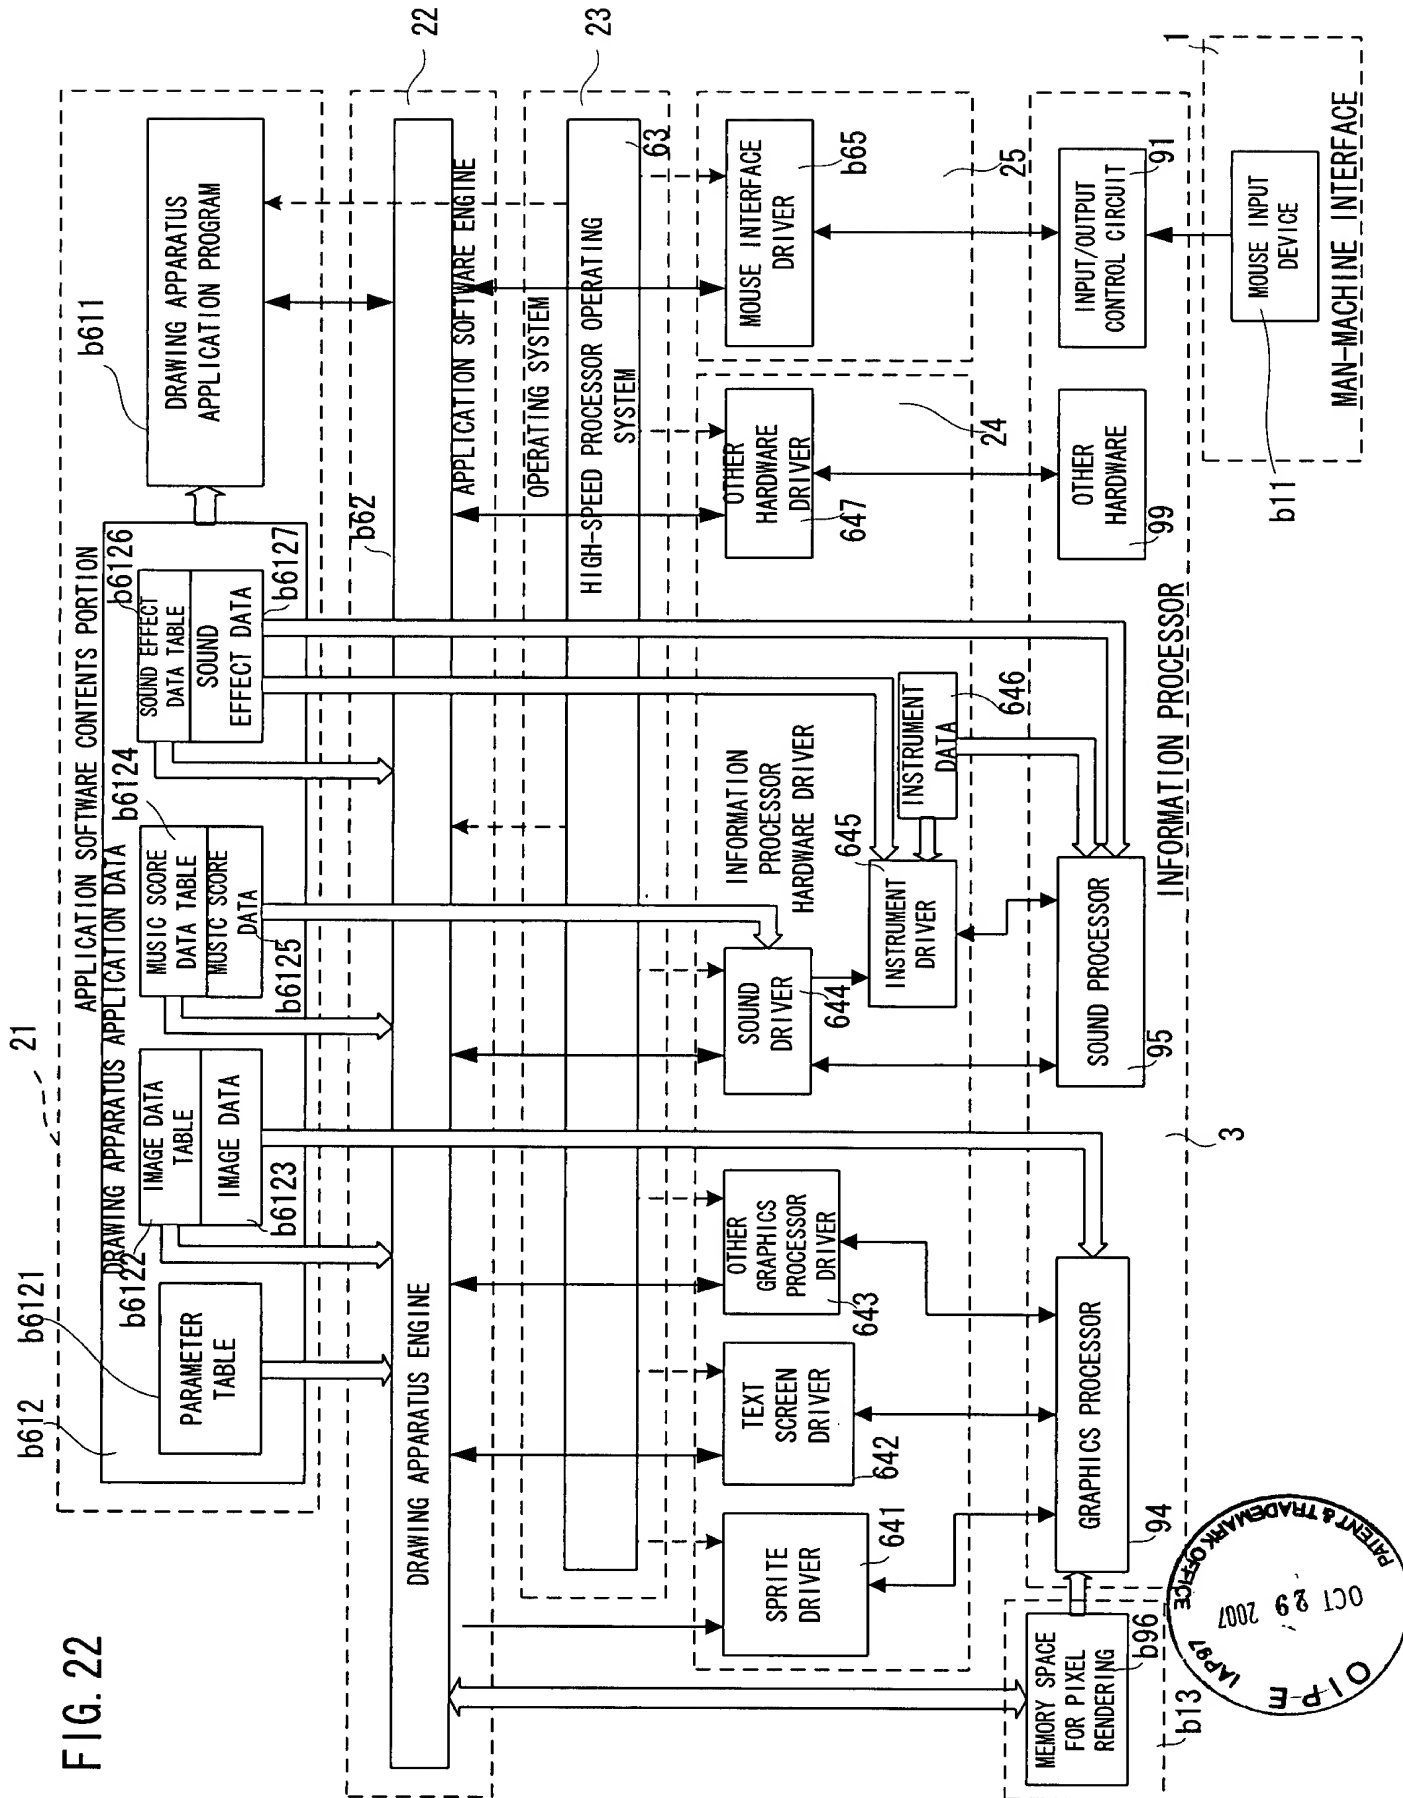 FIG. 22
21
22
23
APPLICATION SOFTWARE CONTENTS PORTION
b612
b6121
b6122
DRAWING APPARATUS APPLICATION DATA
b6124
b6126
b611
PARAMETER
TABLE
IMAGE DATA
TABLE
IMAGE DATA
b6123
MUSIC SCORE
DATA TABLE
MUSIC SCORE
DATA
b6125
SOUND EFFECT
DATA TABLE
SOUND
EFFECT DATA
b6127
DRAWING APPARATUS
APPLICATION PROGRAM
b62
DRAWING APPARATUS ENGINE
APPLICATION SOFTWARE ENGINE
OPERATING SYSTEM
HIGH-SPEED PROCESSOR OPERATING
SYSTEM
63
SPRITE
DRIVER
641
TEXT
SCREEN
DRIVER
642
OTHER
GRAPHICS
PROCESSOR
DRIVER
643
SOUND
DRIVER
644
INFORMATION
PROCESSOR
HARDWARE DRIVER
645
INSTRUMENT
DRIVER
INSTRUMENT
DATA
646
OTHER
HARDWARE
DRIVER
647
24
MOUSE INTERFACE
DRIVER
b65
25
MEMORY SPACE
FOR PIXEL
RENDERING
b96
b13
GRAPHICS PROCESSOR
94
SOUND PROCESSOR
95
OTHER
HARDWARE
99
INPUT/OUTPUT
CONTROL CIRCUIT
91
3
INFORMATION PROCESSOR
1
MOUSE INPUT
DEVICE
b11
MAN-MACHINE INTERFACE
OIPE IAP97
OCT 29 2007
PATENT & TRADEMARK OFFICE